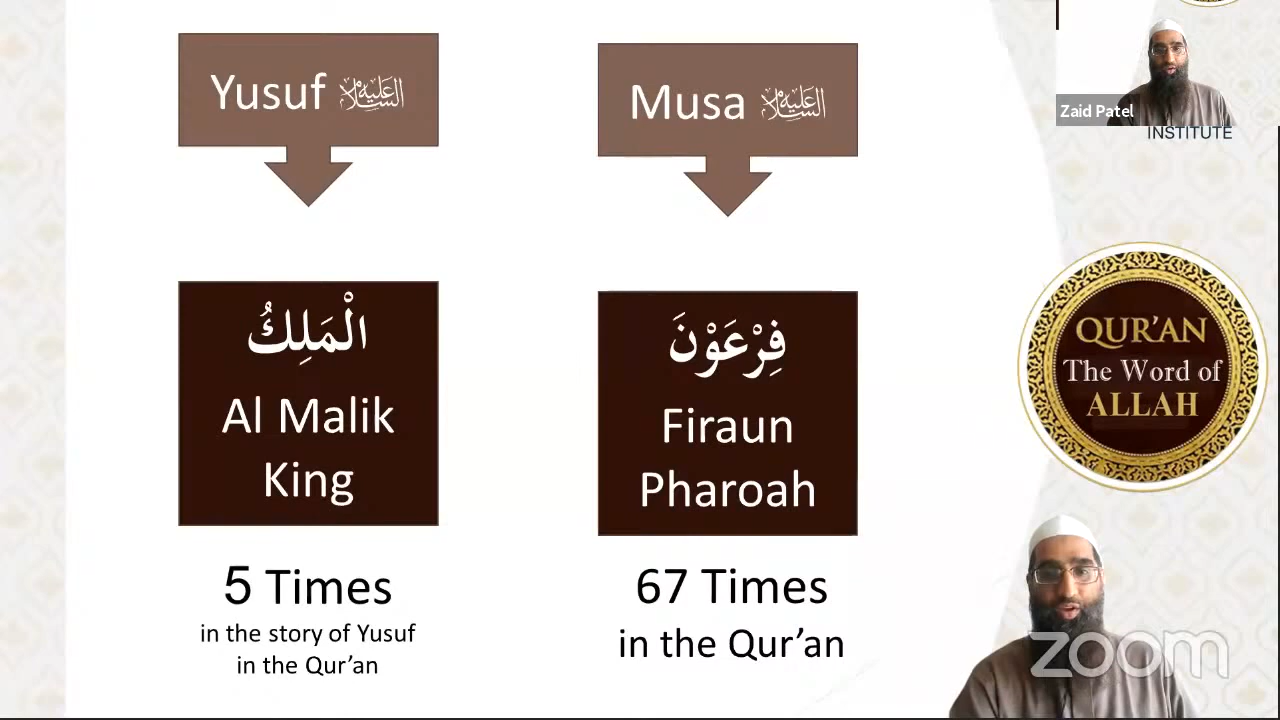 Yusuf عليه السلام
الْمَلِكُ
Al Malik
King
5 Times
in the story of Yusuf
in the Qur’an
Musa عليه السلام
فِرْعَوْنَ
Firaun
Pharoah
67 Times
in the Qur’an
Zaid Patel
INSTITUTE
QUR’AN
The Word of
ALLAH
zoom